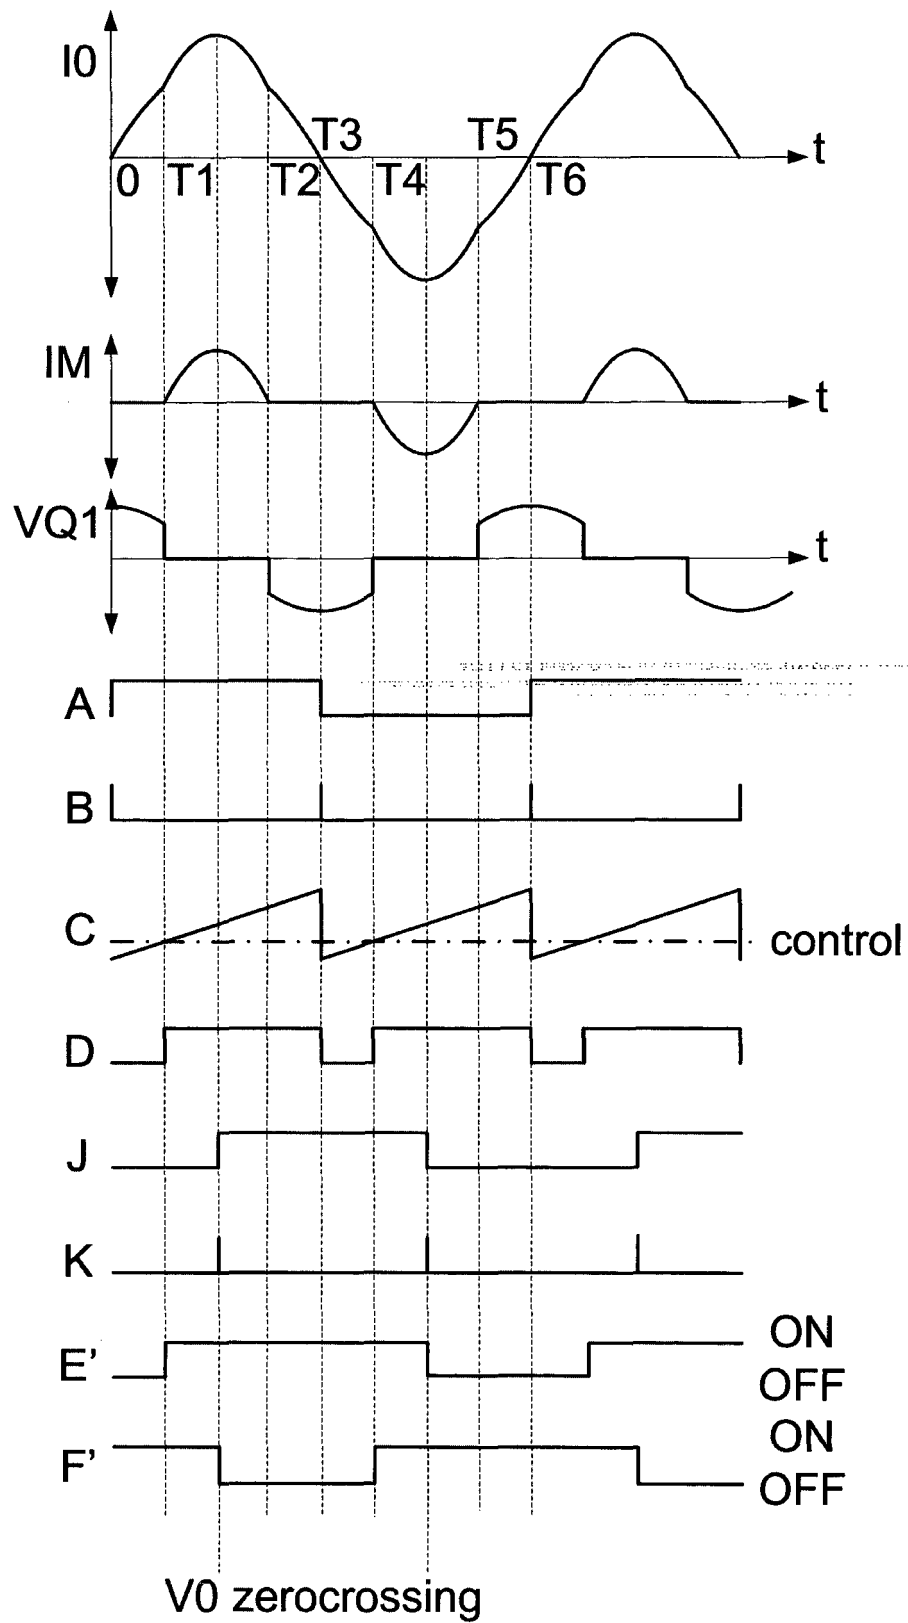 I0
T3
T5
t
0
T1
T2
T4
T6
IM
t
VQ1
t
A
B
C
control
D
J
K
E’
ON
OFF
F’
ON
OFF
V0 zerocrossing